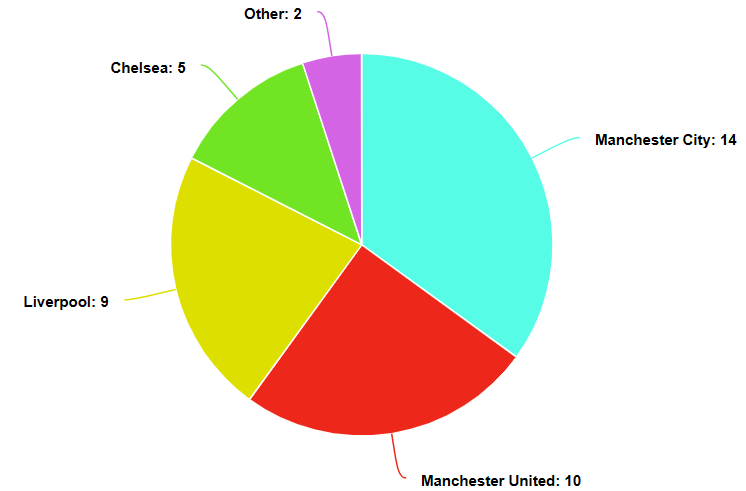 Other: 2
Chelsea: 5
Manchester City: 14
Liverpool: 9
Manchester United: 10